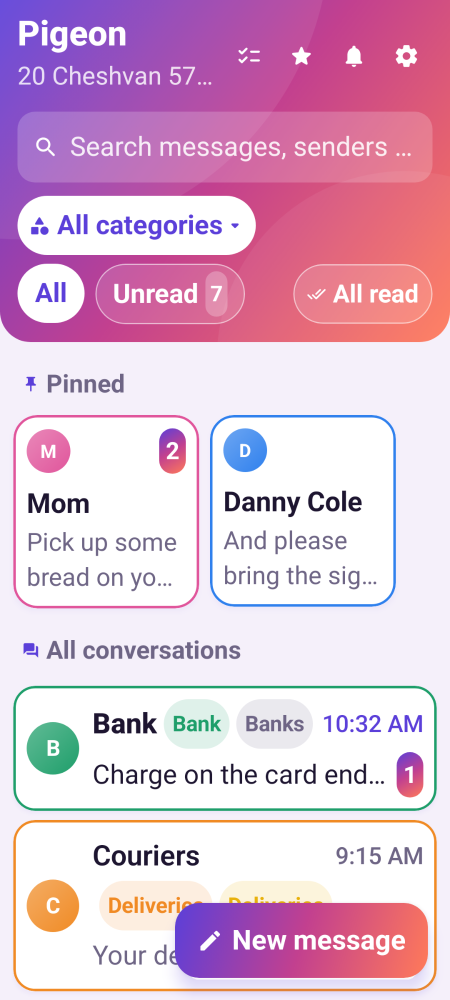 Pigeon
20 Cheshvan 57...
Search messages, senders ...
All categories
All
Unread 7
All read
Pinned
M
2
Mom
Pick up some
bread on yo...
D
Danny Cole
And please
bring the sig...
All conversations
B
Bank Bank Banks 10:32 AM
Charge on the card end... 1
C
Couriers 9:15 AM
Deliveries Deliveries
Your de
New message